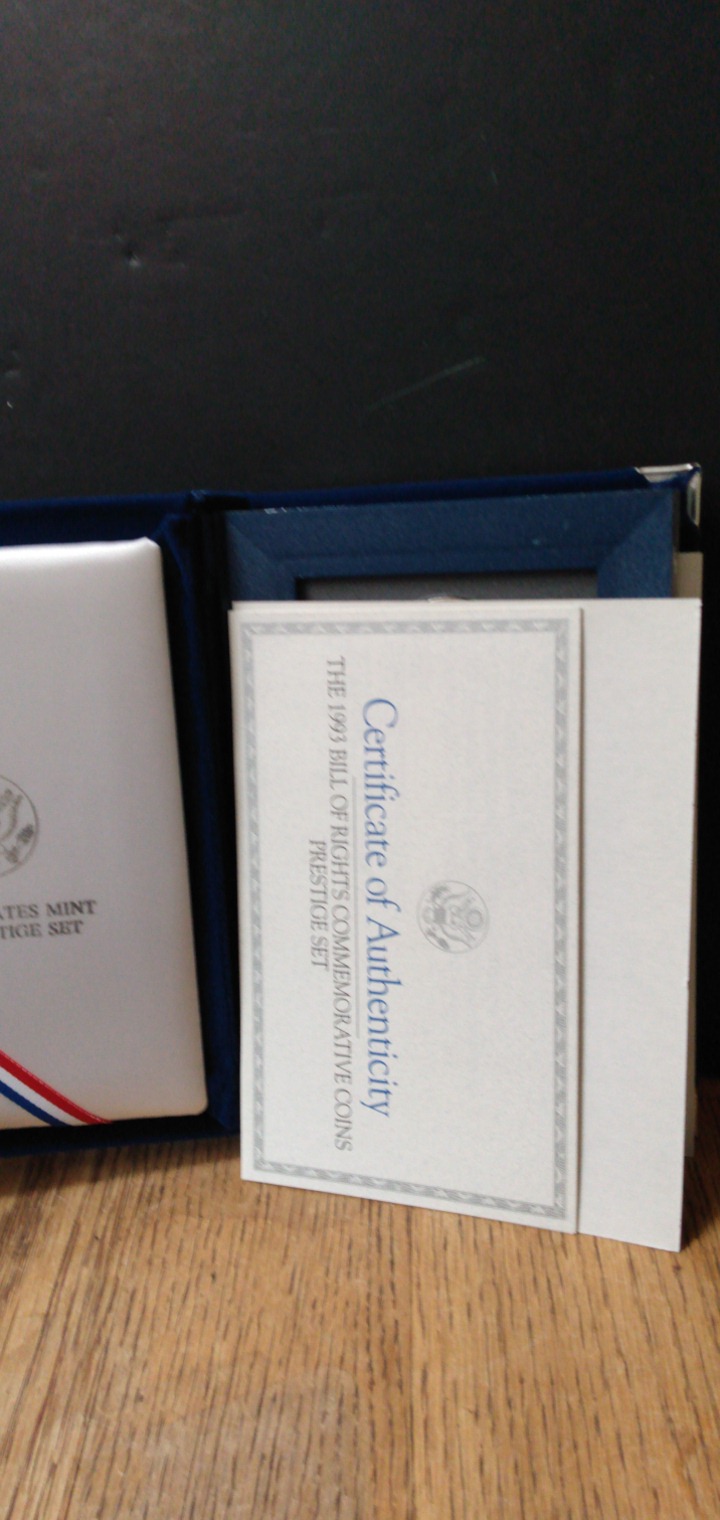 ATES MINT
TIGE SET
Certificate of Authenticity
THE 1993 BILL OF RIGHTS COMMEMORATIVE COINS
PRESTIGE SET